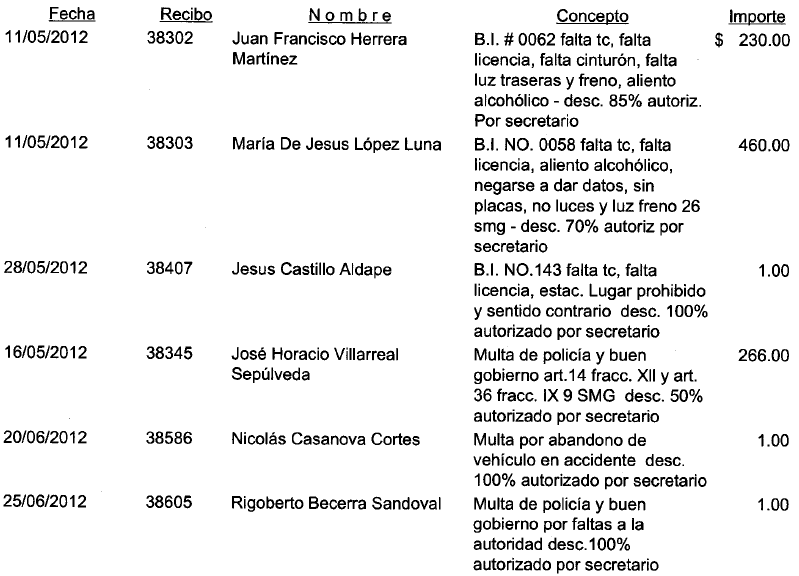 Fecha Recibo N o m b r e Concepto Importe
11/05/2012 38302 Juan Francisco Herrera B.I. # 0062 falta tc, falta $ 230.00
Martínez licencia, falta cinturón, falta
luz traseras y freno, aliento
alcohólico - desc. 85% autoriz.
Por secretario
11/05/2012 38303 María De Jesus López Luna B.I. NO. 0058 falta tc, falta 460.00
licencia, aliento alcohólico,
negarse a dar datos, sin
placas, no luces y luz freno 26
smg - desc. 70% autoriz por
secretario
28/05/2012 38407 Jesus Castillo Aldape B.I. NO.143 falta tc, falta 1.00
licencia, estac. Lugar prohibido
y sentido contrario desc. 100%
autorizado por secretario
16/05/2012 38345 José Horacio Villarreal Multa de policía y buen 266.00
Sepúlveda gobierno art.14 fracc. XII y art.
36 fracc. IX 9 SMG desc. 50%
autorizado por secretario
20/06/2012 38586 Nicolás Casanova Cortes Multa por abandono de 1.00
vehículo en accidente desc.
100% autorizado por secretario
25/06/2012 38605 Rigoberto Becerra Sandoval Multa de policía y buen 1.00
gobierno por faltas a la
autoridad desc.100%
autorizado por secretario